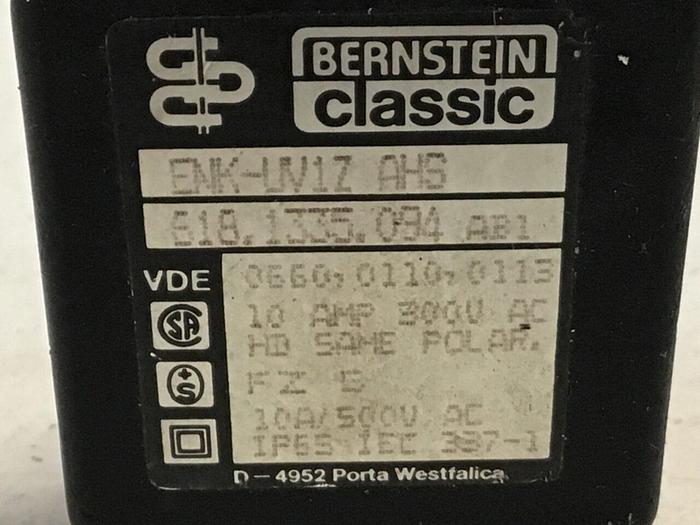 BERNSTEIN
classic
ENK-UV1Z AHS
618.1335.094 AB1
VDE 0660,0110,0113
SA
10 AMP 300V AC
HD SAME POLAR.
+S
FZ S
10A/500V AC
IP65 IEC 337-1
D-4952 Porta Westfalica